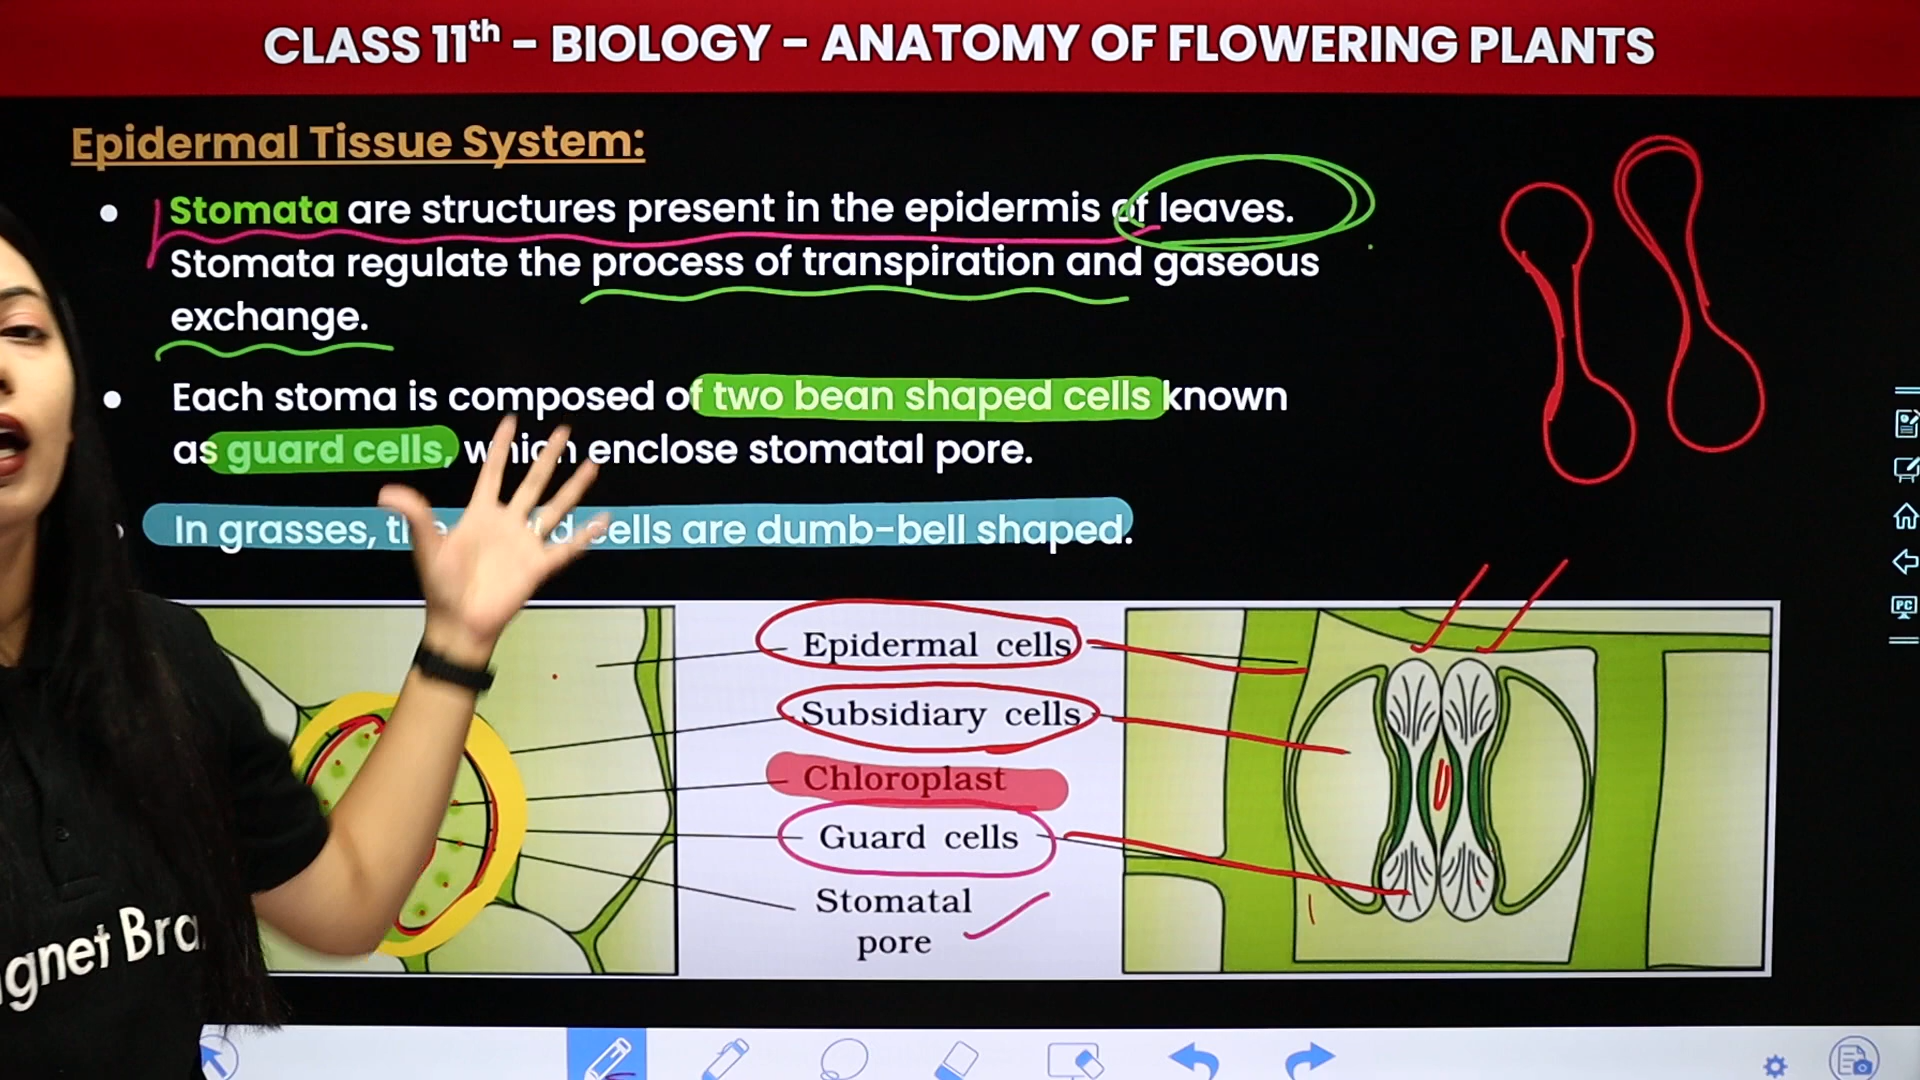 CLASS 11th - BIOLOGY - ANATOMY OF FLOWERING PLANTS
Epidermal Tissue System:
• Stomata are structures present in the epidermis of leaves.
Stomata regulate the process of transpiration and gaseous
exchange.
• Each stoma is composed of two bean shaped cells known
as guard cells, which enclose stomatal pore.
In grasses, the cells are dumb-bell shaped.
Epidermal cells
Subsidiary cells
Chloroplast
Guard cells
Stomatal
pore
gnet Bra
PC